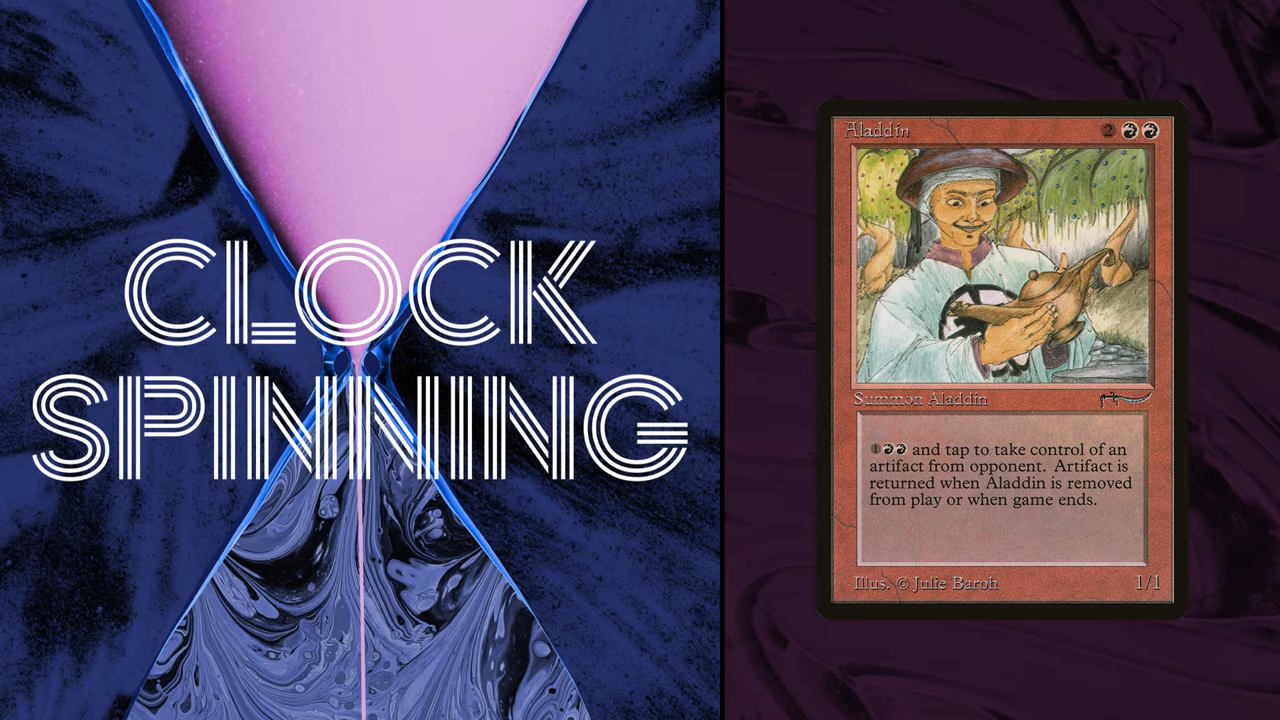 CLOCK
SPINNING
Aladdin 2
Summon Aladdin
1 and tap to take control of an
artifact from opponent. Artifact is
returned when Aladdin is removed
from play or when game ends.
Illus. © Julie Baroh 1/1